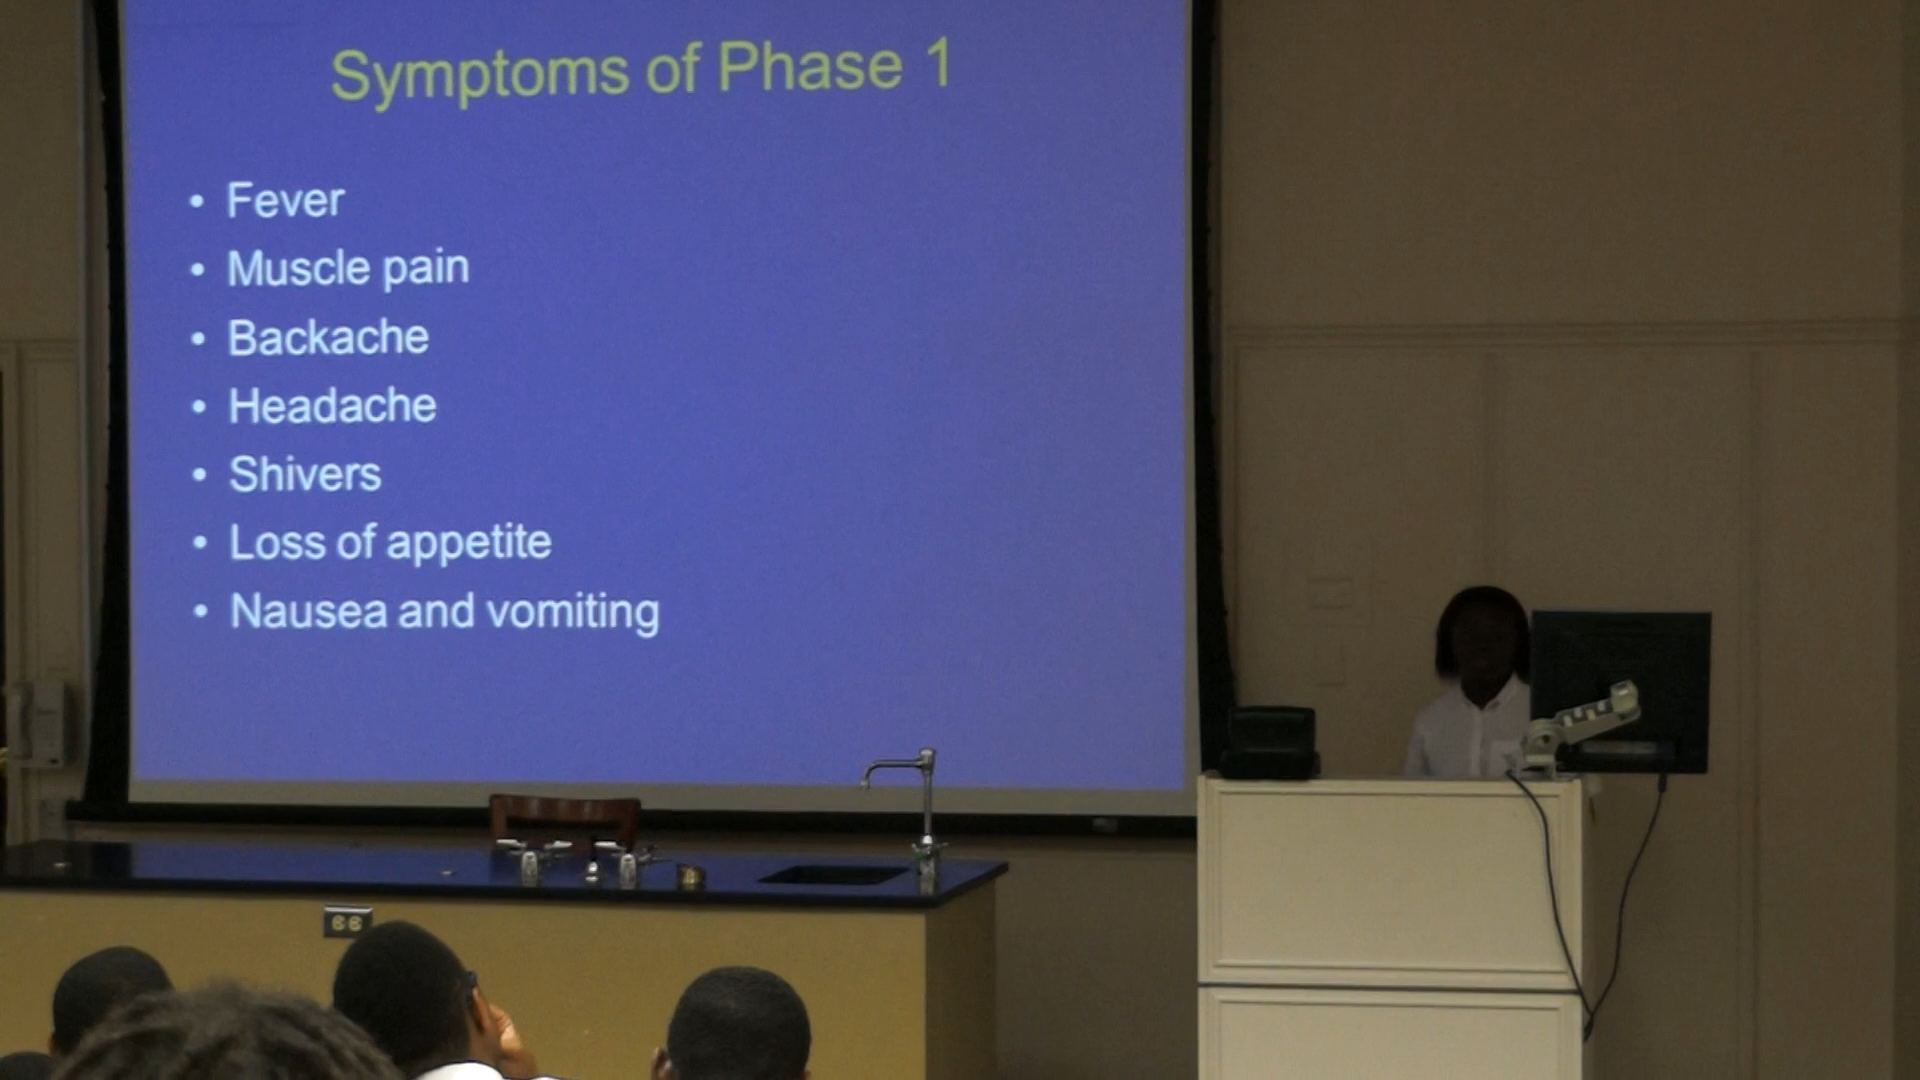 Symptoms of Phase 1
• Fever
• Muscle pain
• Backache
• Headache
• Shivers
• Loss of appetite
• Nausea and vomiting